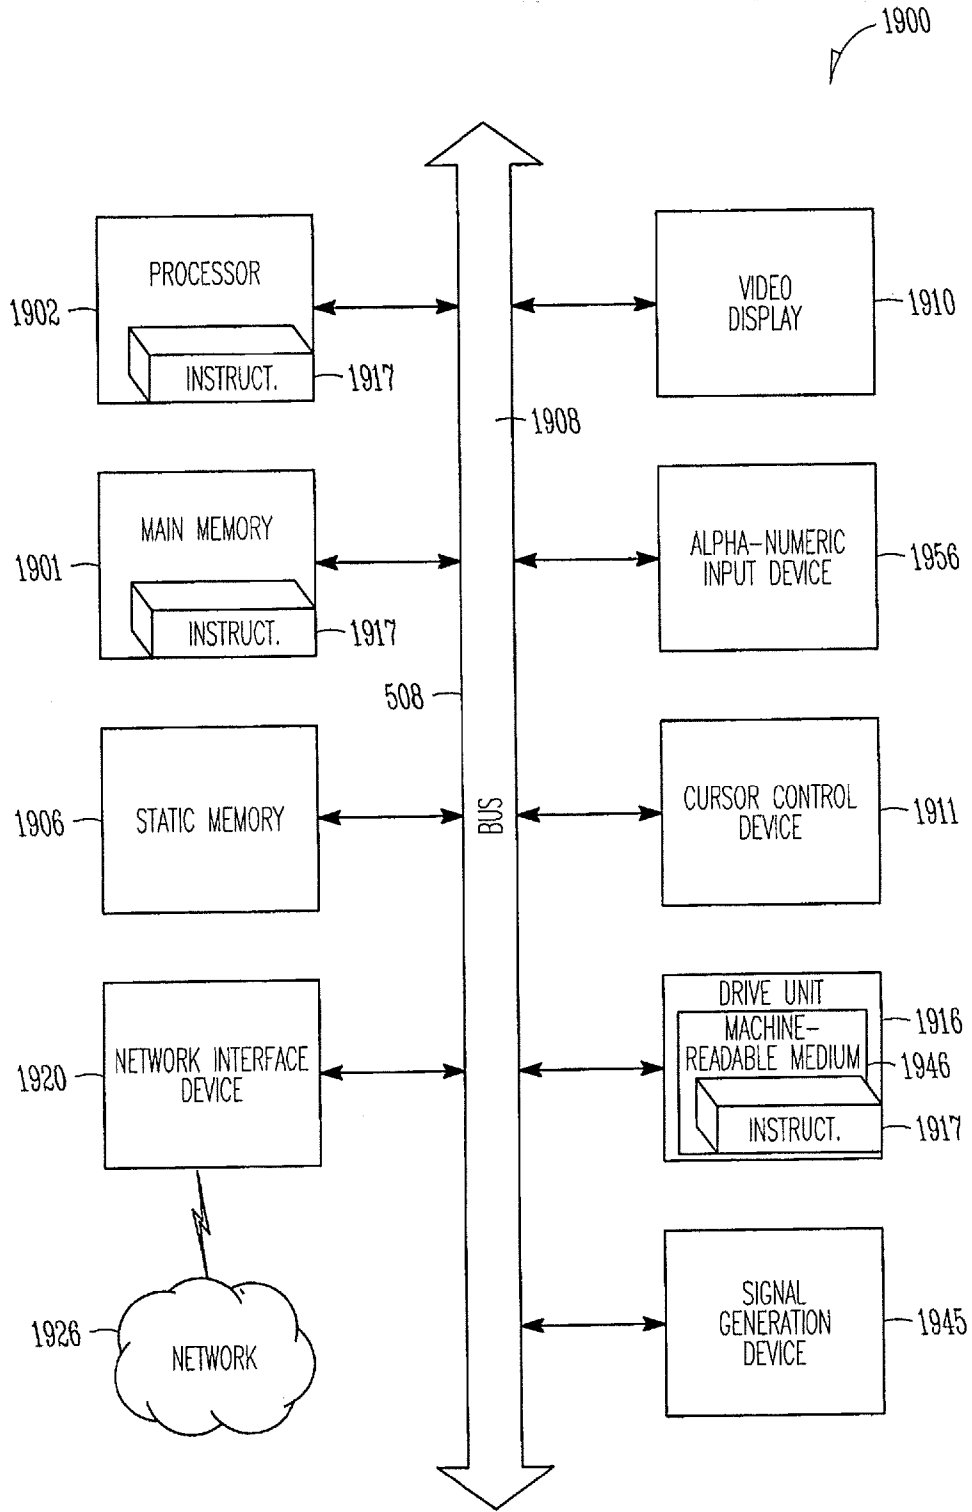 1900
PROCESSOR
1902
INSTRUCT.
1917
VIDEO
DISPLAY
1910
1908
MAIN MEMORY
1901
INSTRUCT.
1917
ALPHA-NUMERIC
INPUT DEVICE
1956
508
STATIC MEMORY
1906
BUS
CURSOR CONTROL
DEVICE
1911
NETWORK INTERFACE
DEVICE
1920
DRIVE UNIT
1916
MACHINE-
READABLE MEDIUM
1946
INSTRUCT.
1917
1926
NETWORK
SIGNAL
GENERATION
DEVICE
1945